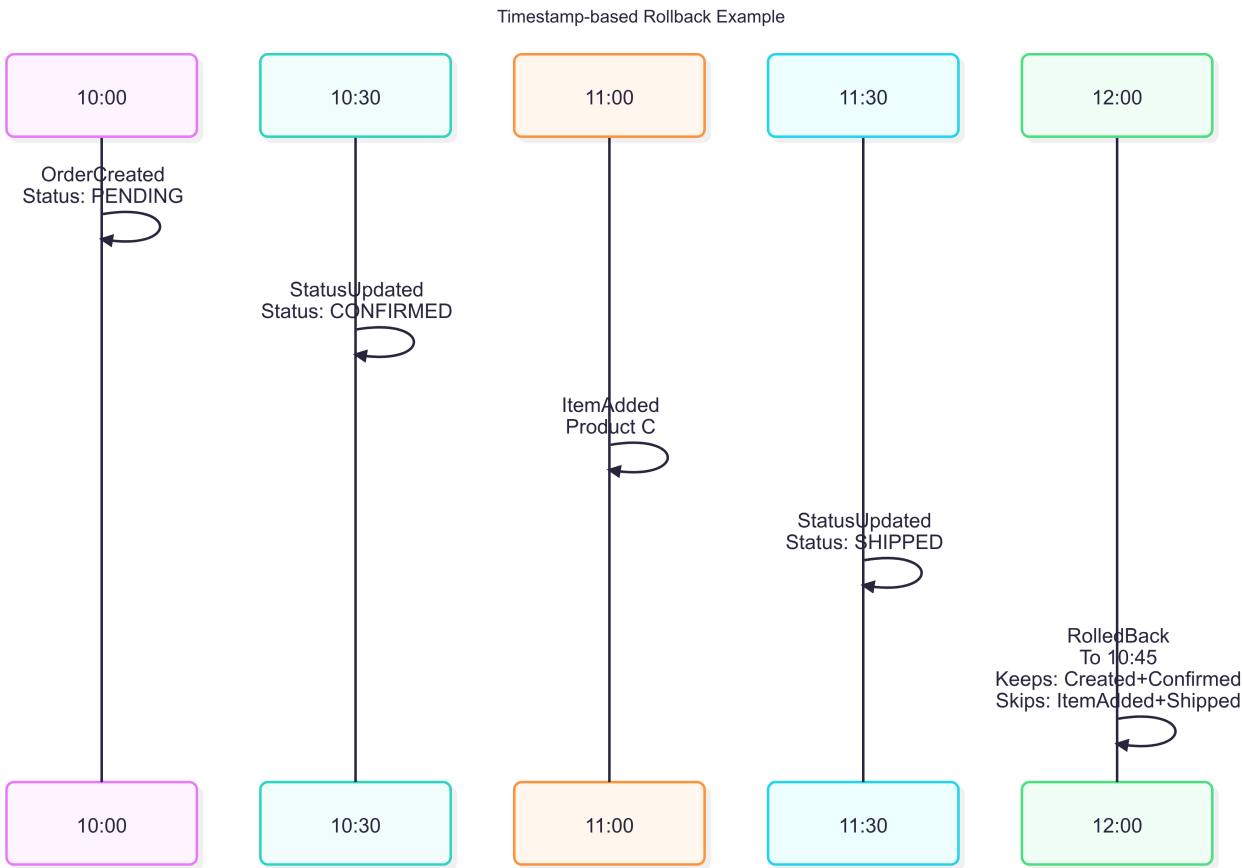 Timestamp-based Rollback Example
10:00
10:30
11:00
11:30
12:00
OrderCreated
Status: PENDING
StatusUpdated
Status: CONFIRMED
ItemAdded
Product C
StatusUpdated
Status: SHIPPED
RolledBack
To 10:45
Keeps: Created+Confirmed
Skips: ItemAdded+Shipped
10:00
10:30
11:00
11:30
12:00